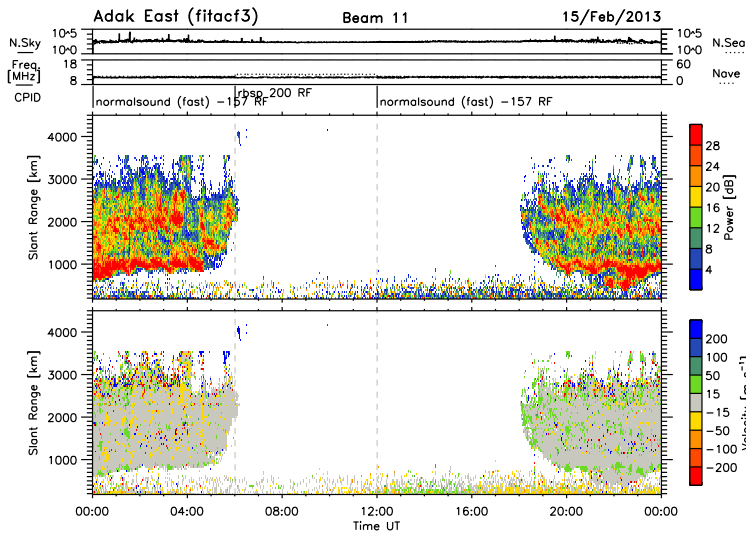 Adak East (fitacf3) Beam 11 15/Feb/2013
N.Sky 10^5 10^0 10^5 10^0 N.Sea
Freq. [MHz] 18 8 60 0 Nave
CPID normalsound (fast) -157 RF rbsp 200 RF normalsound (fast) -157 RF
Slant Range [km] 4000 3000 2000 1000
Power [dB] 28 24 20 16 12 8 4
Slant Range [km] 4000 3000 2000 1000
Velocity [m s^-1] 200 100 50 15 -15 -50 -100 -200
00:00 04:00 08:00 12:00 16:00 20:00 00:00
Time UT